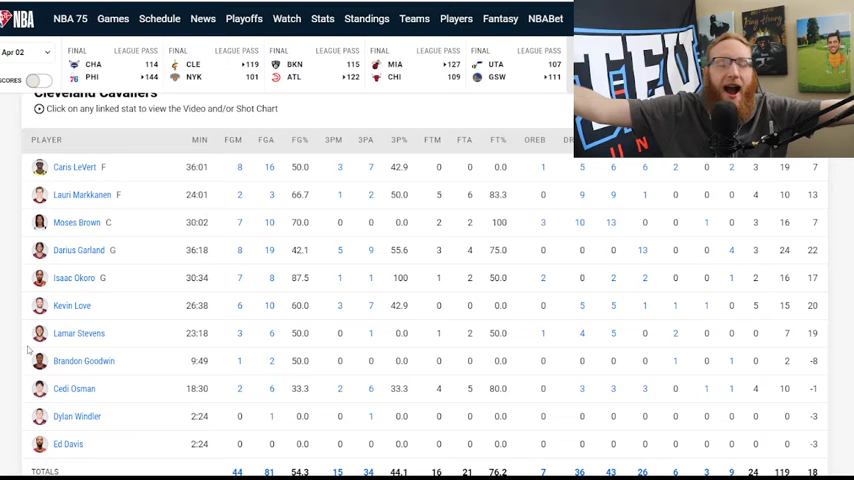 NBA
NBA 75 Games Schedule News Playoffs Watch Stats Standings Teams Players Fantasy NBABet
Apr 02
SCORES
FINAL LEAGUE PASS
CHA 114
PHI 144
FINAL LEAGUE PASS
CLE 119
NYK 101
FINAL LEAGUE PASS
BKN 115
ATL 122
FINAL LEAGUE PASS
MIA 127
CHI 109
FINAL LEAGUE PASS
UTA 107
GSW 111
Cleveland Cavaliers
Click on any linked stat to view the Video and/or Shot Chart
PLAYER MIN FGM FGA FG% 3PM 3PA 3P% FTM FTA FT% OREB
Caris LeVert F 36:01 8 16 50.0 3 7 42.9 0 0 0.0 1 5 6 6 2 0 2 3 19 7
Lauri Markkanen F 24:01 2 3 66.7 1 2 50.0 5 6 83.3 0 9 9 1 0 0 0 4 10 13
Moses Brown C 30:02 7 10 70.0 0 0 0.0 2 2 100 3 10 13 0 0 1 0 3 16 7
Darius Garland G 36:18 8 19 42.1 5 9 55.6 3 4 75.0 0 0 0 13 0 0 4 3 24 22
Isaac Okoro G 30:34 7 8 87.5 1 1 100 1 2 50.0 2 0 2 2 0 0 1 2 16 17
Kevin Love 26:38 6 10 60.0 3 7 42.9 0 0 0.0 0 5 5 1 1 1 0 5 15 20
Lamar Stevens 23:18 3 6 50.0 0 1 0.0 1 2 50.0 1 4 5 0 2 0 0 1 7 19
Brandon Goodwin 9:49 1 2 50.0 0 0 0.0 0 0 0.0 0 0 0 0 1 0 1 0 2 -8
Cedi Osman 18:30 2 6 33.3 2 6 33.3 4 5 80.0 0 3 3 3 0 1 1 4 10 -1
Dylan Windler 2:24 0 1 0.0 0 1 0.0 0 0 0.0 0 0 0 0 0 0 0 0 0 -3
Ed Davis 2:24 0 0 0.0 0 0 0.0 0 0 0.0 0 0 0 0 0 0 0 0 0 -3
TOTALS 44 81 54.3 15 34 44.1 16 21 76.2 7 36 43 26 6 3 9 24 119 18